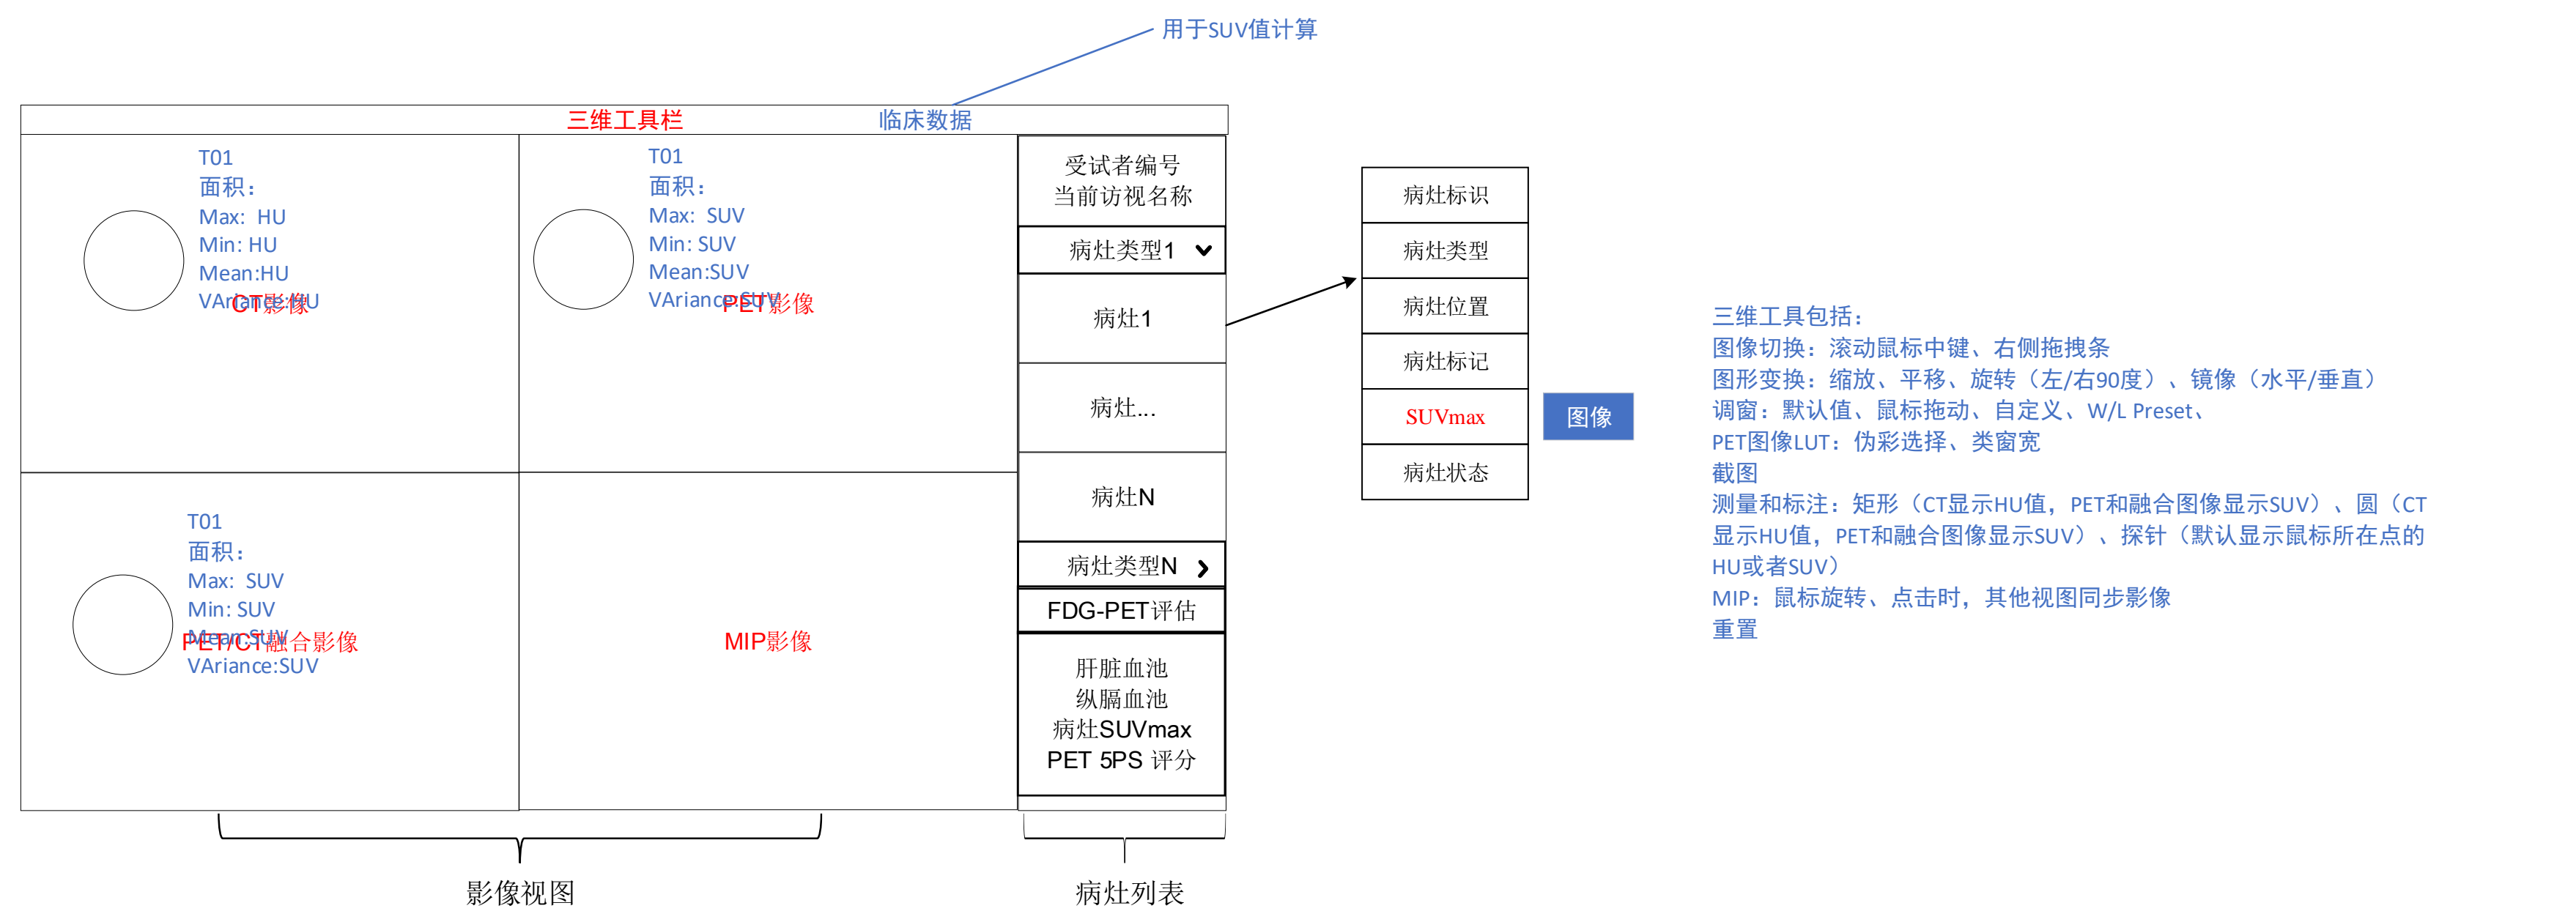 用于SUV值计算
三维工具栏
临床数据
T01
面积：
Max:  HU
Min: HU
Mean:HU
VAriance:HU
CT影像
T01
面积：
Max:  SUV
Min: SUV
Mean:SUV
VAriance:SUV
PET影像
T01
面积：
Max:  SUV
Min: SUV
Mean:SUV
VAriance:SUV
PET/CT融合影像
MIP影像
受试者编号
当前访视名称
病灶类型1
病灶1
病灶...
病灶N
病灶类型N
FDG-PET评估
肝脏血池
纵膈血池
病灶SUVmax
PET 5PS 评分
影像视图
病灶列表
病灶标识
病灶类型
病灶位置
病灶标记
SUVmax
病灶状态
图像
三维工具包括：
图像切换：滚动鼠标中键、右侧拖拽条
图形变换：缩放、平移、旋转（左/右90度）、镜像（水平/垂直）
调窗：默认值、鼠标拖动、自定义、W/L Preset、
PET图像LUT：伪彩选择、类窗宽
截图
测量和标注：矩形（CT显示HU值，PET和融合图像显示SUV）、圆（CT
显示HU值，PET和融合图像显示SUV）、探针（默认显示鼠标所在点的
HU或者SUV）
MIP：鼠标旋转、点击时，其他视图同步影像
重置